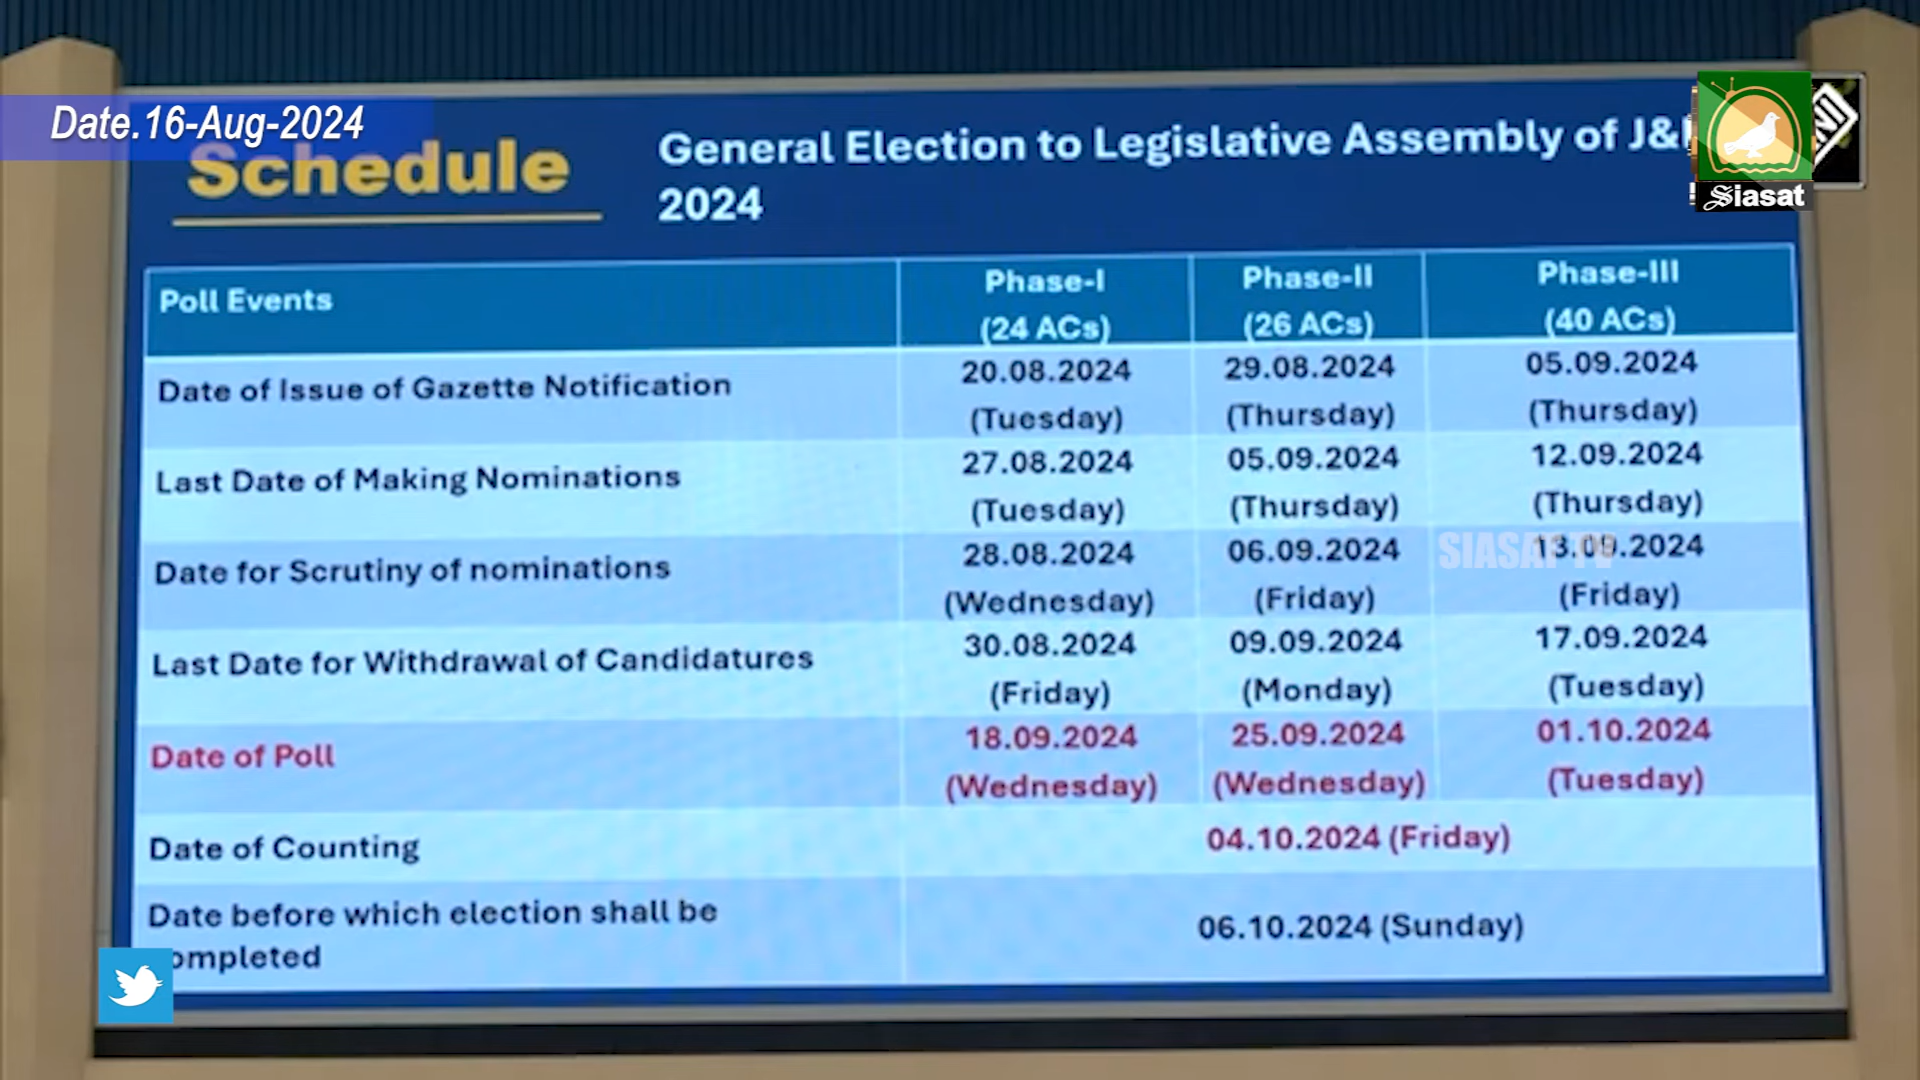 Date.16-Aug-2024
Schedule
General Election to Legislative Assembly of
2024
Siasat
Poll Events
Phase-I
(24 ACs)
Phase-II
(26 ACs)
Phase-III
(40 ACs)
Date of Issue of Gazette Notification
20.08.2024
(Tuesday)
29.08.2024
(Thursday)
05.09.2024
(Thursday)
Last Date of Making Nominations
27.08.2024
(Tuesday)
05.09.2024
(Thursday)
12.09.2024
(Thursday)
Date for Scrutiny of nominations
28.08.2024
(Wednesday)
06.09.2024
(Friday)
SIASAT TV
13.09.2024
(Friday)
Last Date for Withdrawal of Candidatures
30.08.2024
(Friday)
09.09.2024
(Monday)
17.09.2024
(Tuesday)
Date of Poll
18.09.2024
(Wednesday)
25.09.2024
(Wednesday)
01.10.2024
(Tuesday)
Date of Counting
04.10.2024 (Friday)
Date before which election shall be
ompleted
06.10.2024 (Sunday)